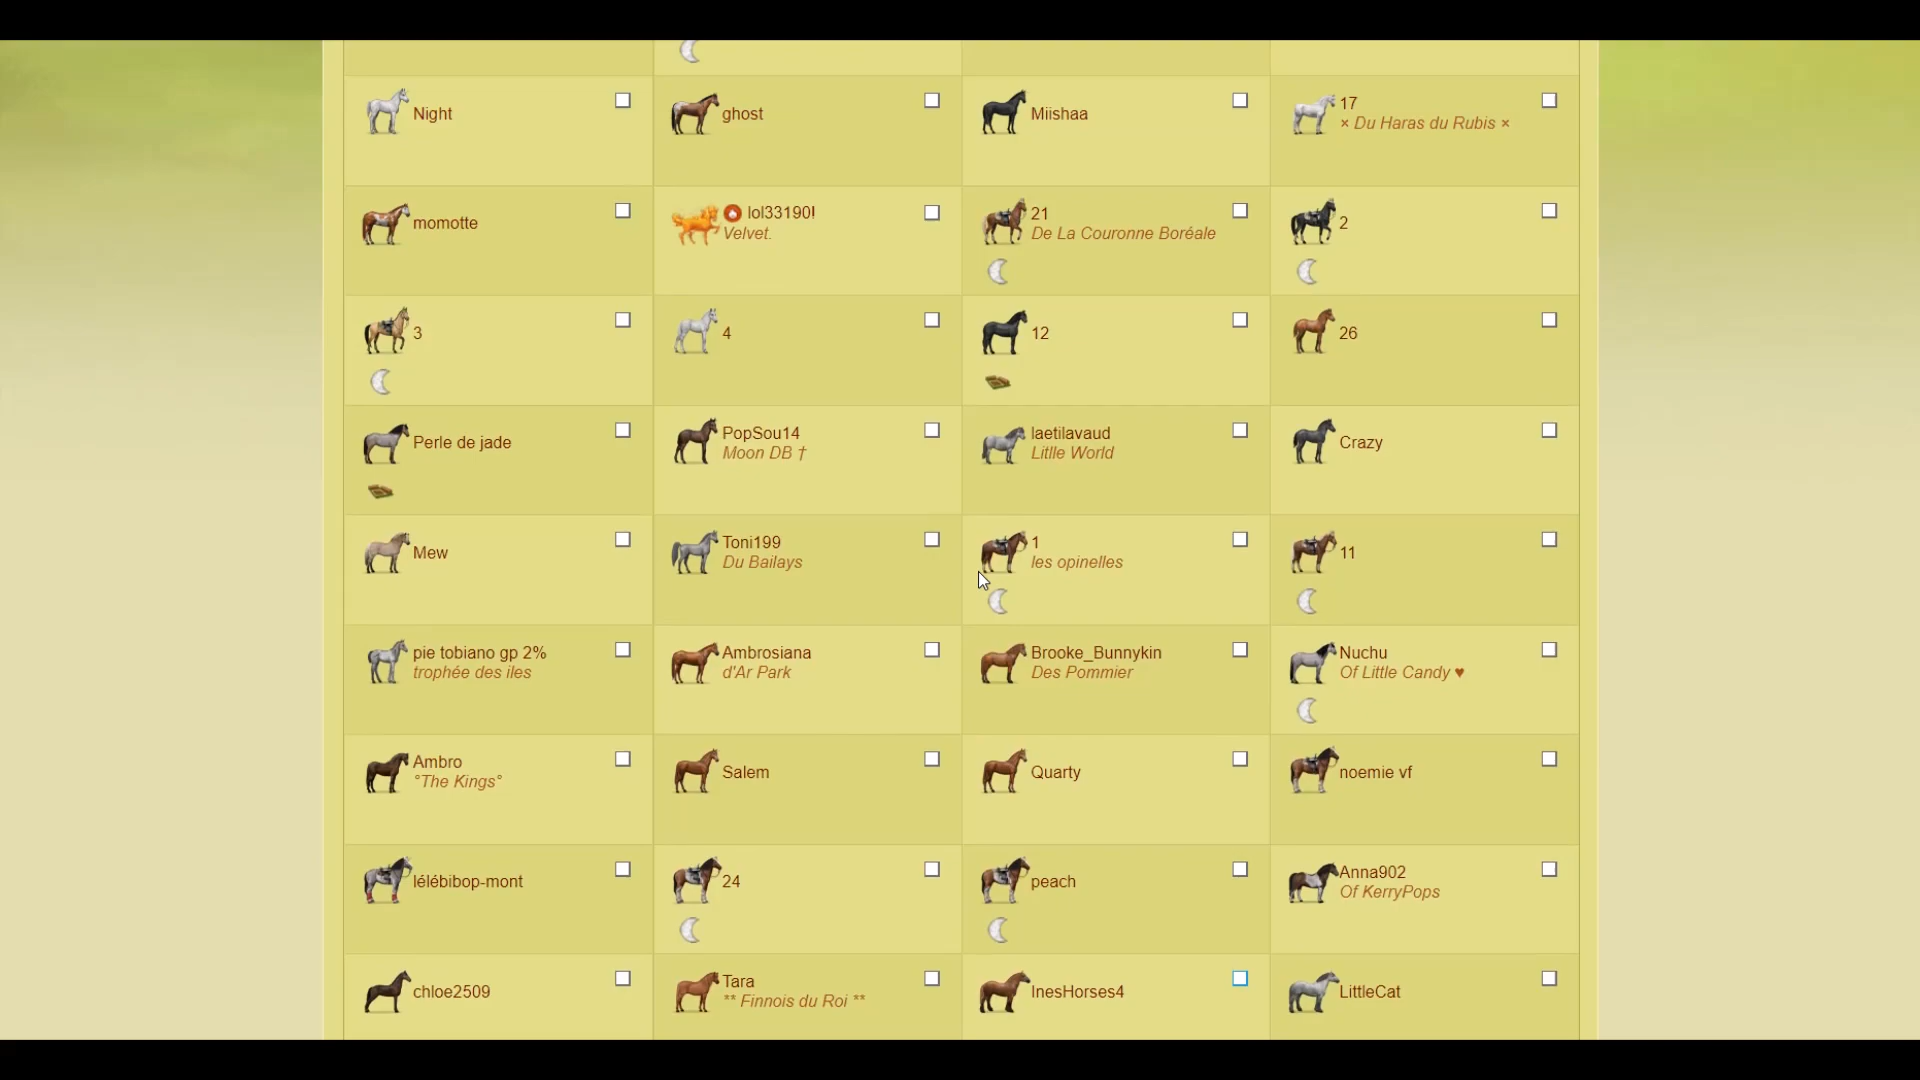 Night
ghost
Miishaa
17
× Du Haras du Rubis ×
momotte
lol33190!
Velvet.
21
De La Couronne Boréale
2
3
4
12
26
Perle de jade
PopSou14
Moon DB †
laetilavaud
Litlle World
Crazy
Mew
Toni199
Du Bailays
1
les opinelles
11
pie tobiano gp 2%
trophée des iles
Ambrosiana
d'Ar Park
Brooke_Bunnykin
Des Pommier
Nuchu
Of Little Candy ♥
Ambro
°The Kings°
Salem
Quarty
noemie vf
lélébibop-mont
24
peach
Anna902
Of KerryPops
chloe2509
Tara
** Finnois du Roi **
InesHorses4
LittleCat